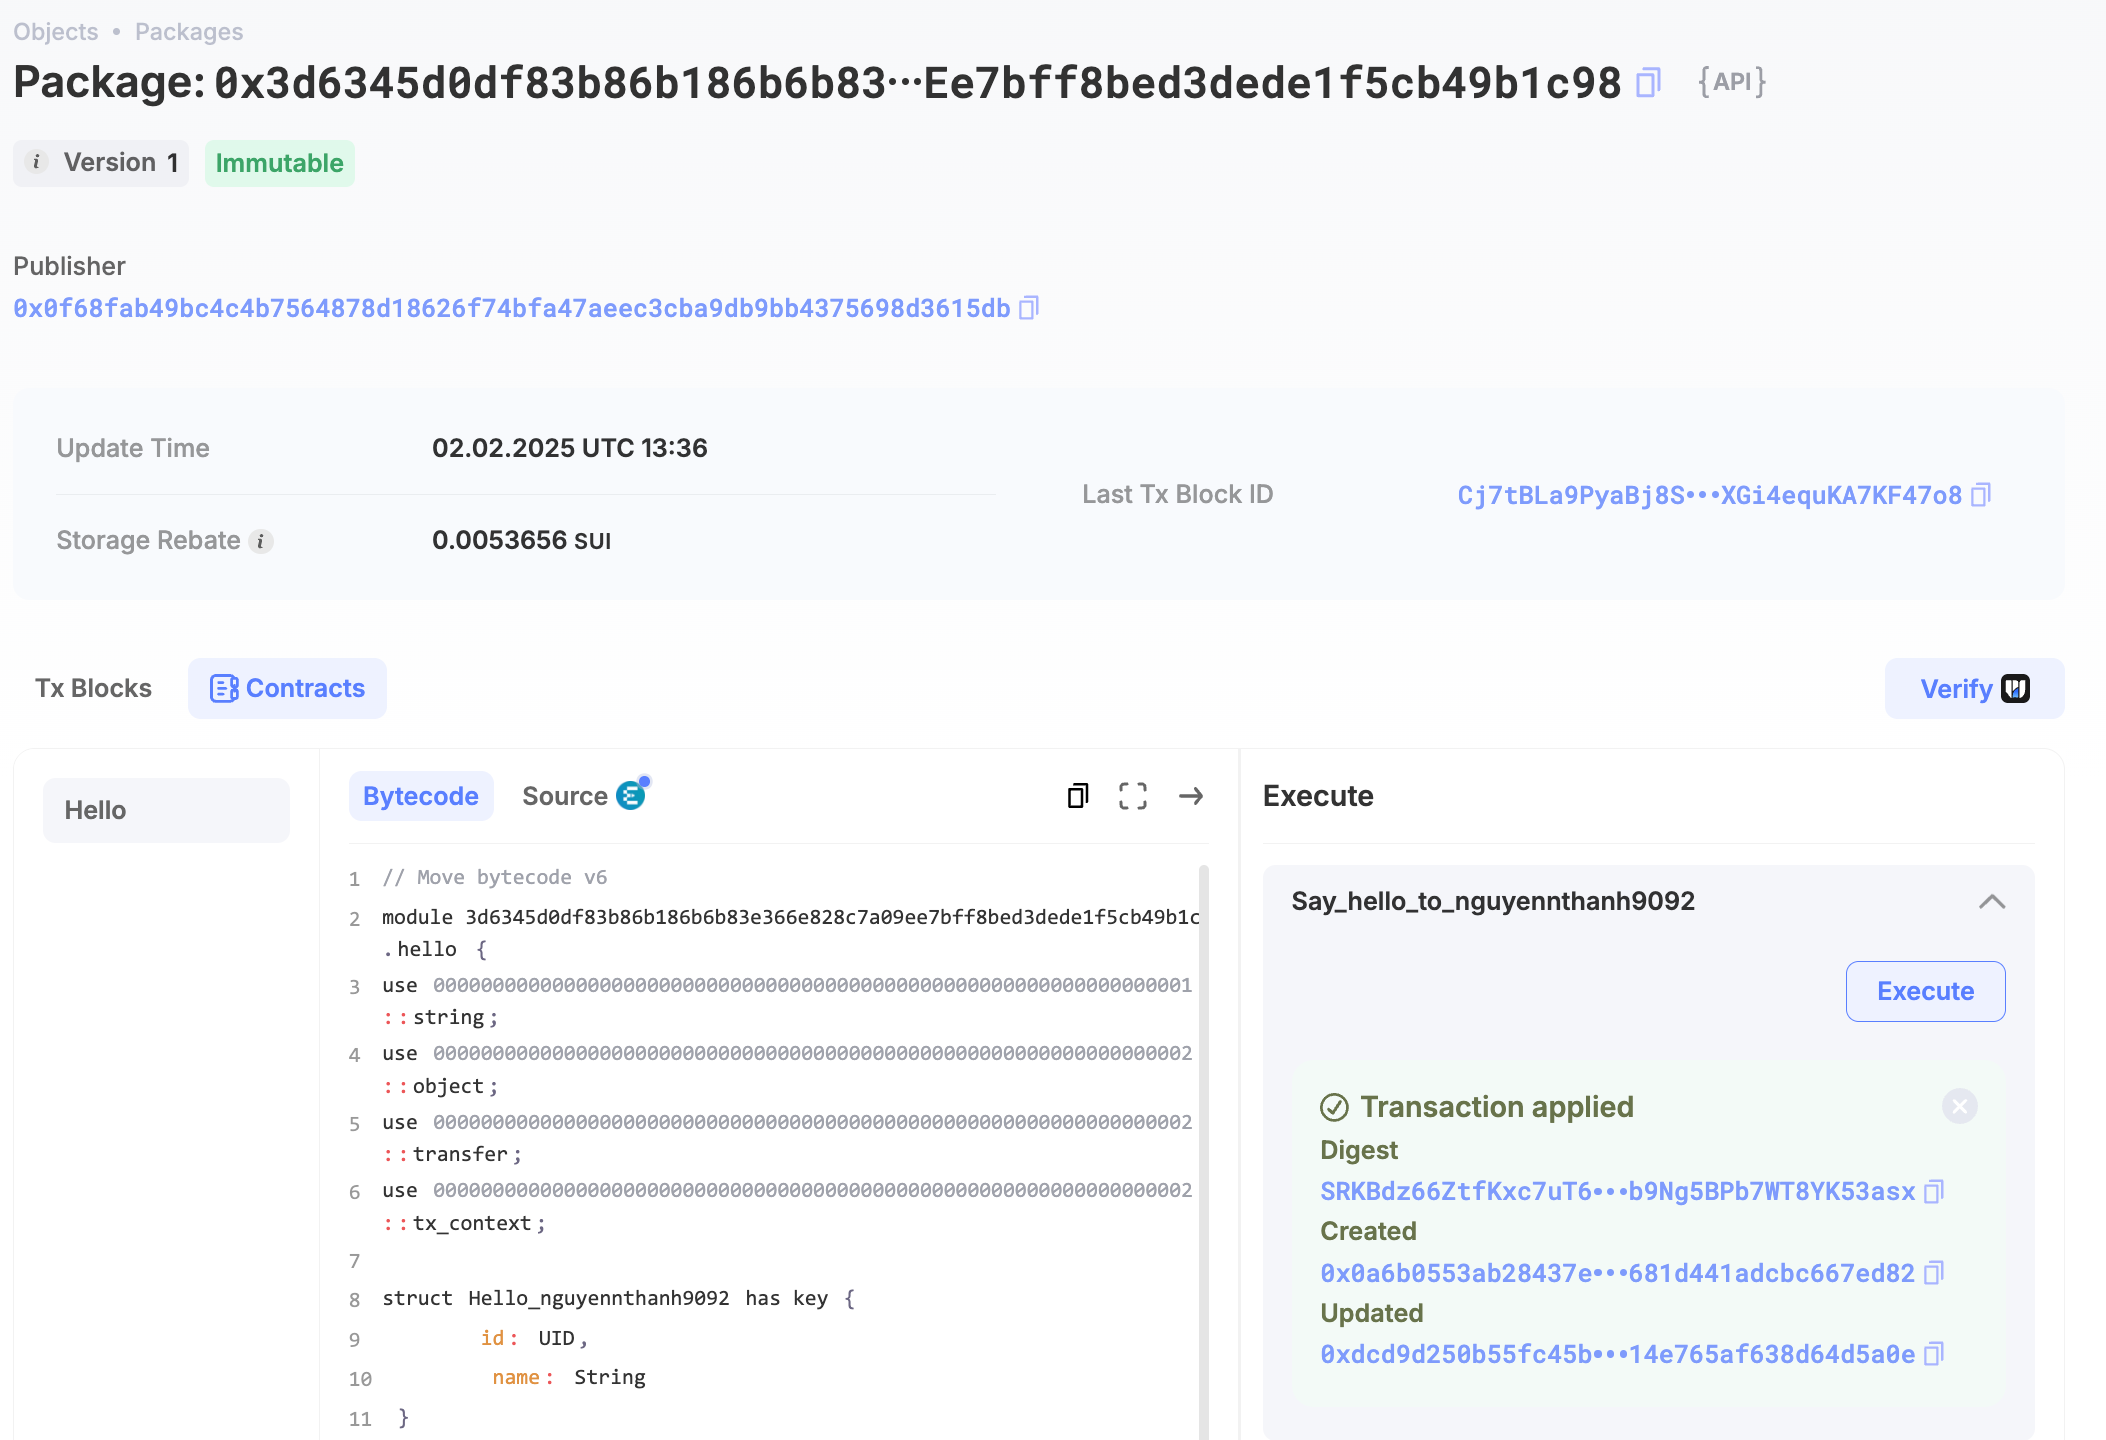 Objects • Packages
Package: 0x3d6345d0df83b86b186b6b83···Ee7bff8bed3dede1f5cb49b1c98 {API}
i Version 1 Immutable
Publisher
0x0f68fab49bc4c4b7564878d18626f74bfa47aeec3cba9db9bb4375698d3615db
Update Time 02.02.2025 UTC 13:36
Last Tx Block ID Cj7tBLa9PyaBj8S•••XGi4equKA7KF47o8
Storage Rebate i 0.0053656 SUI
Tx Blocks Contracts Verify
Hello
Bytecode Source
1 // Move bytecode v6
2 module 3d6345d0df83b86b186b6b83e366e828c7a09ee7bff8bed3dede1f5cb49b1c
.hello {
3 use 0000000000000000000000000000000000000000000000000000000000000001
::string;
4 use 0000000000000000000000000000000000000000000000000000000000000002
::object;
5 use 0000000000000000000000000000000000000000000000000000000000000002
::transfer;
6 use 0000000000000000000000000000000000000000000000000000000000000002
::tx_context;
7
8 struct Hello_nguyennthanh9092 has key {
9 id: UID,
10 name: String
11 }
Execute
Say_hello_to_nguyennthanh9092
Execute
Transaction applied
Digest
SRKBdz66ZtfKxc7uT6•••b9Ng5BPb7WT8YK53asx
Created
0x0a6b0553ab28437e•••681d441adcbc667ed82
Updated
0xdcd9d250b55fc45b•••14e765af638d64d5a0e